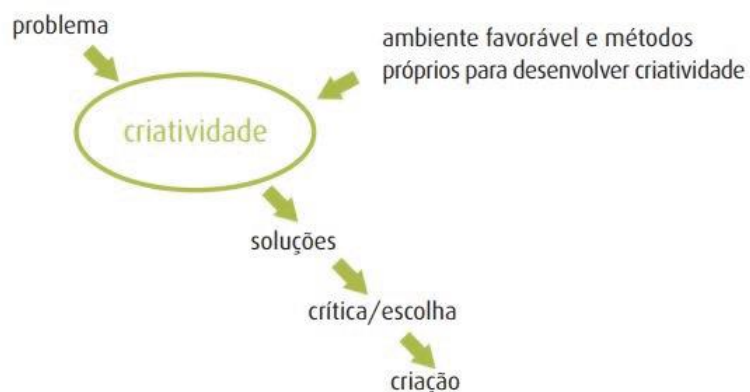 problema
ambiente favorável e métodos
próprios para desenvolver criatividade
criatividade
soluções
crítica/escolha
criação